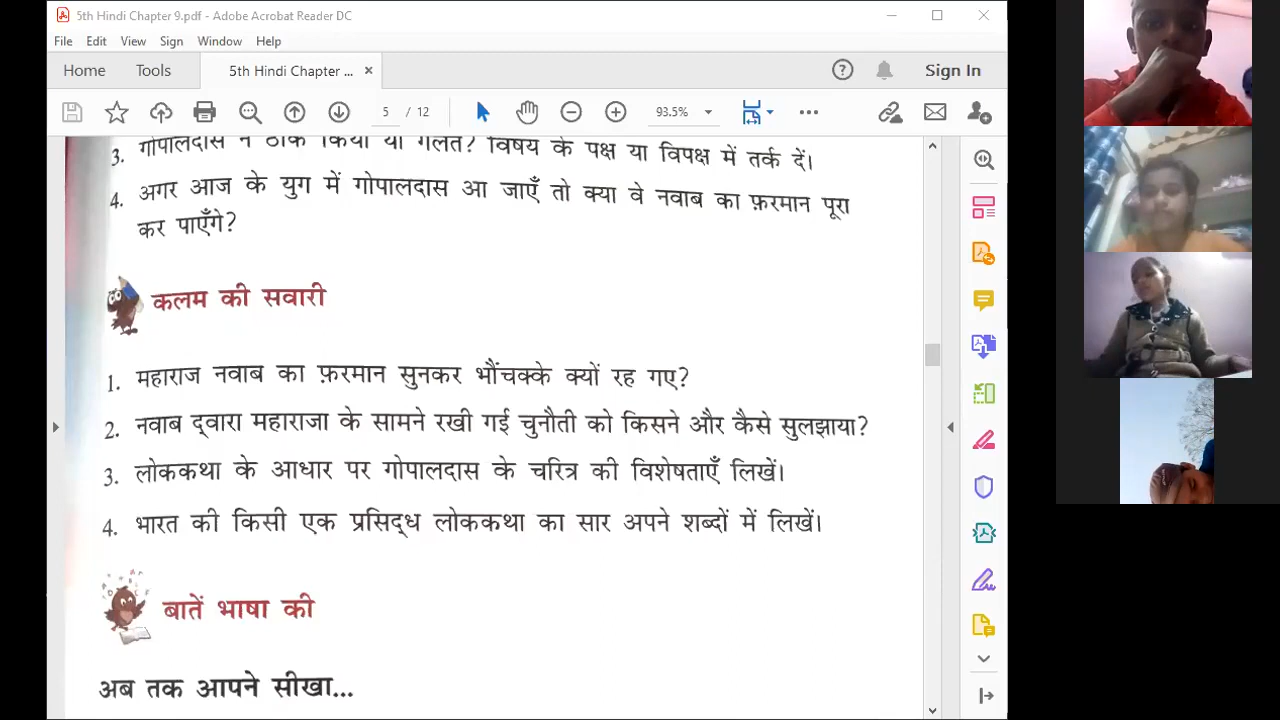 5th Hindi Chapter 9.pdf - Adobe Acrobat Reader DC
File Edit View Sign Window Help
Home Tools 5th Hindi Chapter ... × Sign In
5 / 12 93.5%
3. गोपालदास ने ठीक किया या गलत? विषय के पक्ष या विपक्ष में तर्क दें।
4. अगर आज के युग में गोपालदास आ जाएँ तो क्या वे नवाब का फ़रमान पूरा
कर पाएँगे?
कलम की सवारी
1. महाराज नवाब का फ़रमान सुनकर भौंचक्के क्यों रह गए?
2. नवाब द्वारा महाराजा के सामने रखी गई चुनौती को किसने और कैसे सुलझाया?
3. लोककथा के आधार पर गोपालदास के चरित्र की विशेषताएँ लिखें।
4. भारत की किसी एक प्रसिद्ध लोककथा का सार अपने शब्दों में लिखें।
बातें भाषा की
अब तक आपने सीखा...